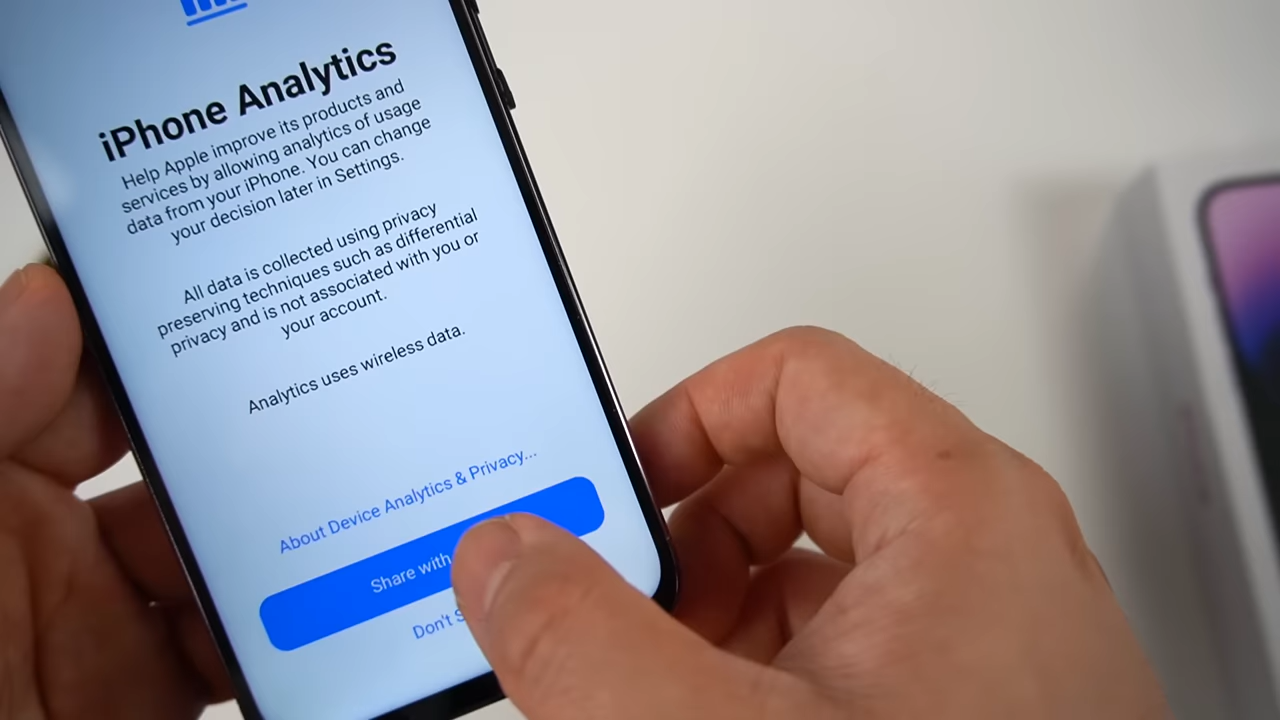 iPhone Analytics
Help Apple improve its products and
services by allowing analytics of usage
data from your iPhone. You can change
your decision later in Settings.
All data is collected using privacy
preserving techniques such as differential
privacy and is not associated with you or
your account.
Analytics uses wireless data.
About Device Analytics & Privacy...
Share with
Don't